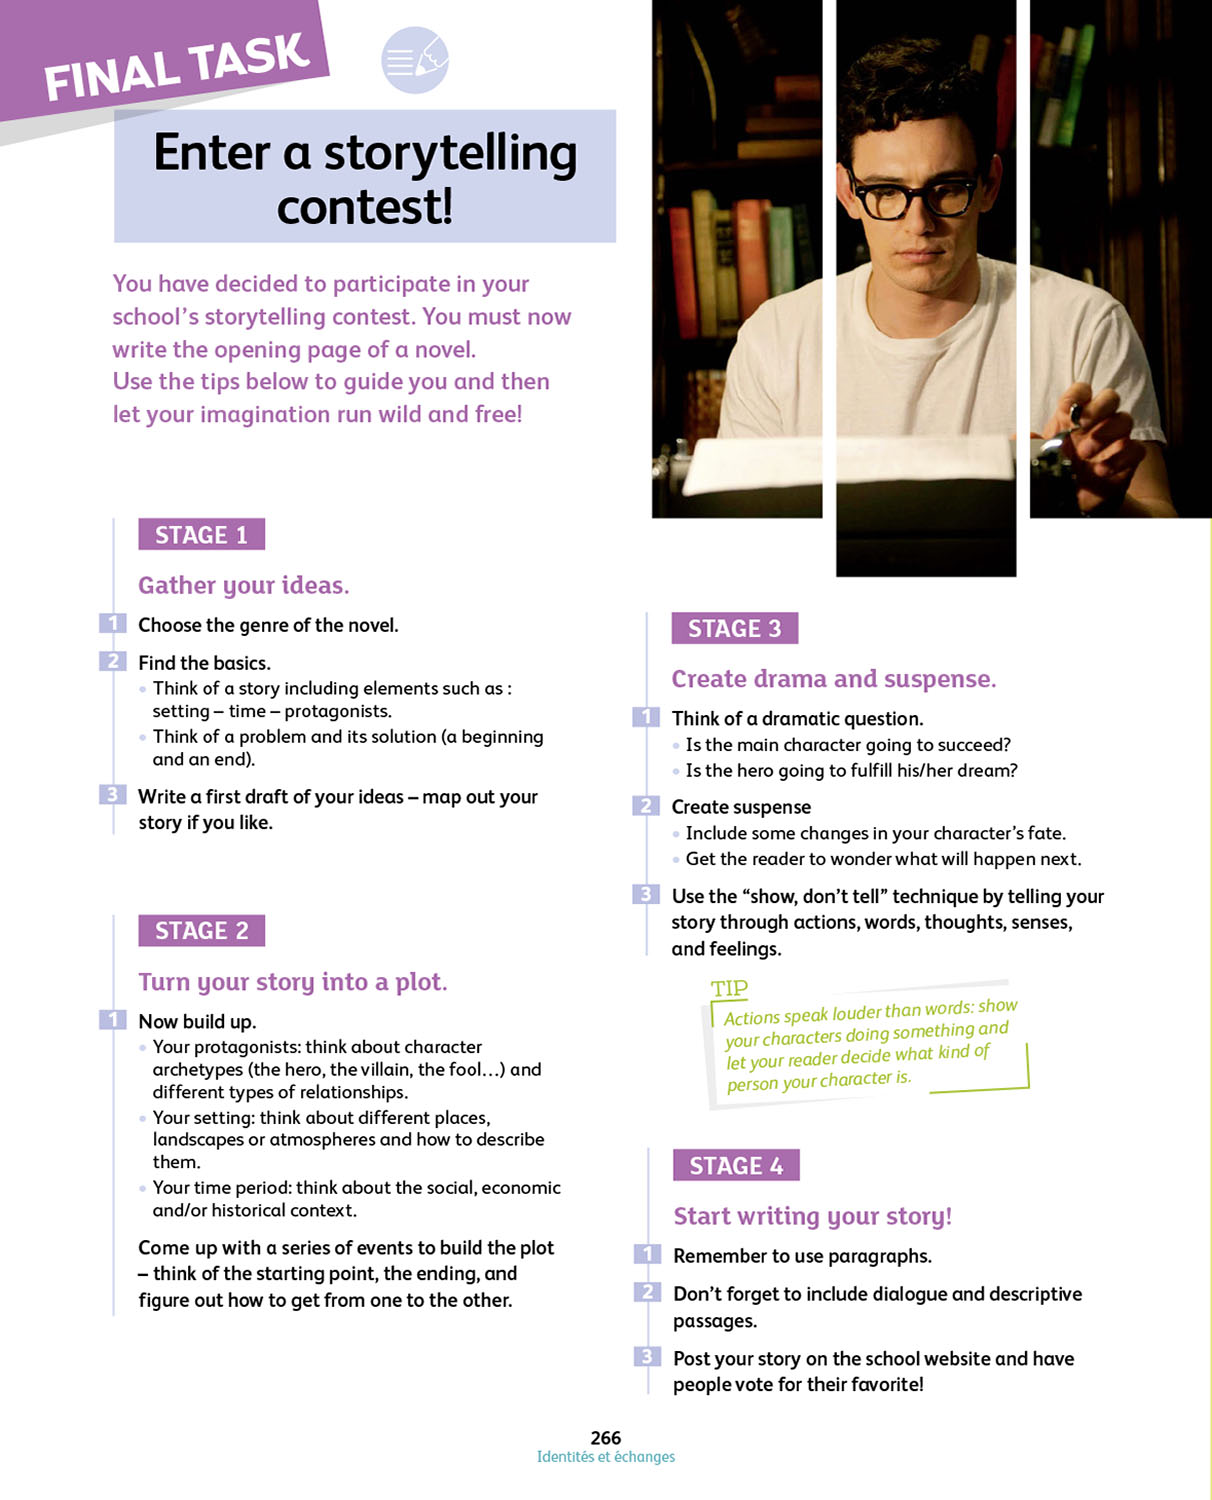 FINAL TASK
Enter a storytelling
contest!
You have decided to participate in your
school's storytelling contest. You must now
write the opening page of a novel.
Use the tips below to guide you and then
let your imagination run wild and free!
STAGE 1
Gather your ideas.
1 Choose the genre of the novel.
2 Find the basics.
• Think of a story including elements such as :
setting – time – protagonists.
• Think of a problem and its solution (a beginning
and an end).
3 Write a first draft of your ideas – map out your
story if you like.
STAGE 2
Turn your story into a plot.
1 Now build up.
• Your protagonists: think about character
archetypes (the hero, the villain, the fool…) and
different types of relationships.
• Your setting: think about different places,
landscapes or atmospheres and how to describe
them.
• Your time period: think about the social, economic
and/or historical context.
Come up with a series of events to build the plot
– think of the starting point, the ending, and
figure out how to get from one to the other.
STAGE 3
Create drama and suspense.
1 Think of a dramatic question.
• Is the main character going to succeed?
• Is the hero going to fulfill his/her dream?
2 Create suspense
• Include some changes in your character's fate.
• Get the reader to wonder what will happen next.
3 Use the “show, don't tell” technique by telling your
story through actions, words, thoughts, senses,
and feelings.
TIP
Actions speak louder than words: show
your characters doing something and
let your reader decide what kind of
person your character is.
STAGE 4
Start writing your story!
1 Remember to use paragraphs.
2 Don't forget to include dialogue and descriptive
passages.
3 Post your story on the school website and have
people vote for their favorite!
266
Identités et échanges